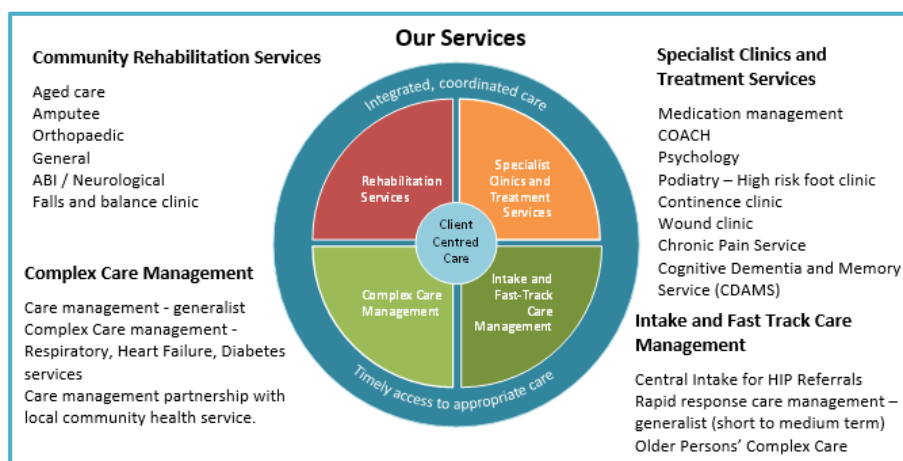 Our Services
Community Rehabilitation Services
Aged care
Amputee
Orthopaedic
General
ABI / Neurological
Falls and balance clinic
Complex Care Management
Care management - generalist
Complex Care management -
Respiratory, Heart Failure, Diabetes
services
Care management partnership with
local community health service.
Integrated, coordinated care
Rehabilitation
Services
Specialist
Clinics and
Treatment
Services
Client
Centred
Care
Complex Care
Management
Intake and
Fast-Track
Care
Management
Timely access to appropriate care
Specialist Clinics and
Treatment Services
Medication management
COACH
Psychology
Podiatry – High risk foot clinic
Continence clinic
Wound clinic
Chronic Pain Service
Cognitive Dementia and Memory
Service (CDAMS)
Intake and Fast Track Care
Management
Central Intake for HIP Referrals
Rapid response care management –
generalist (short to medium term)
Older Persons' Complex Care